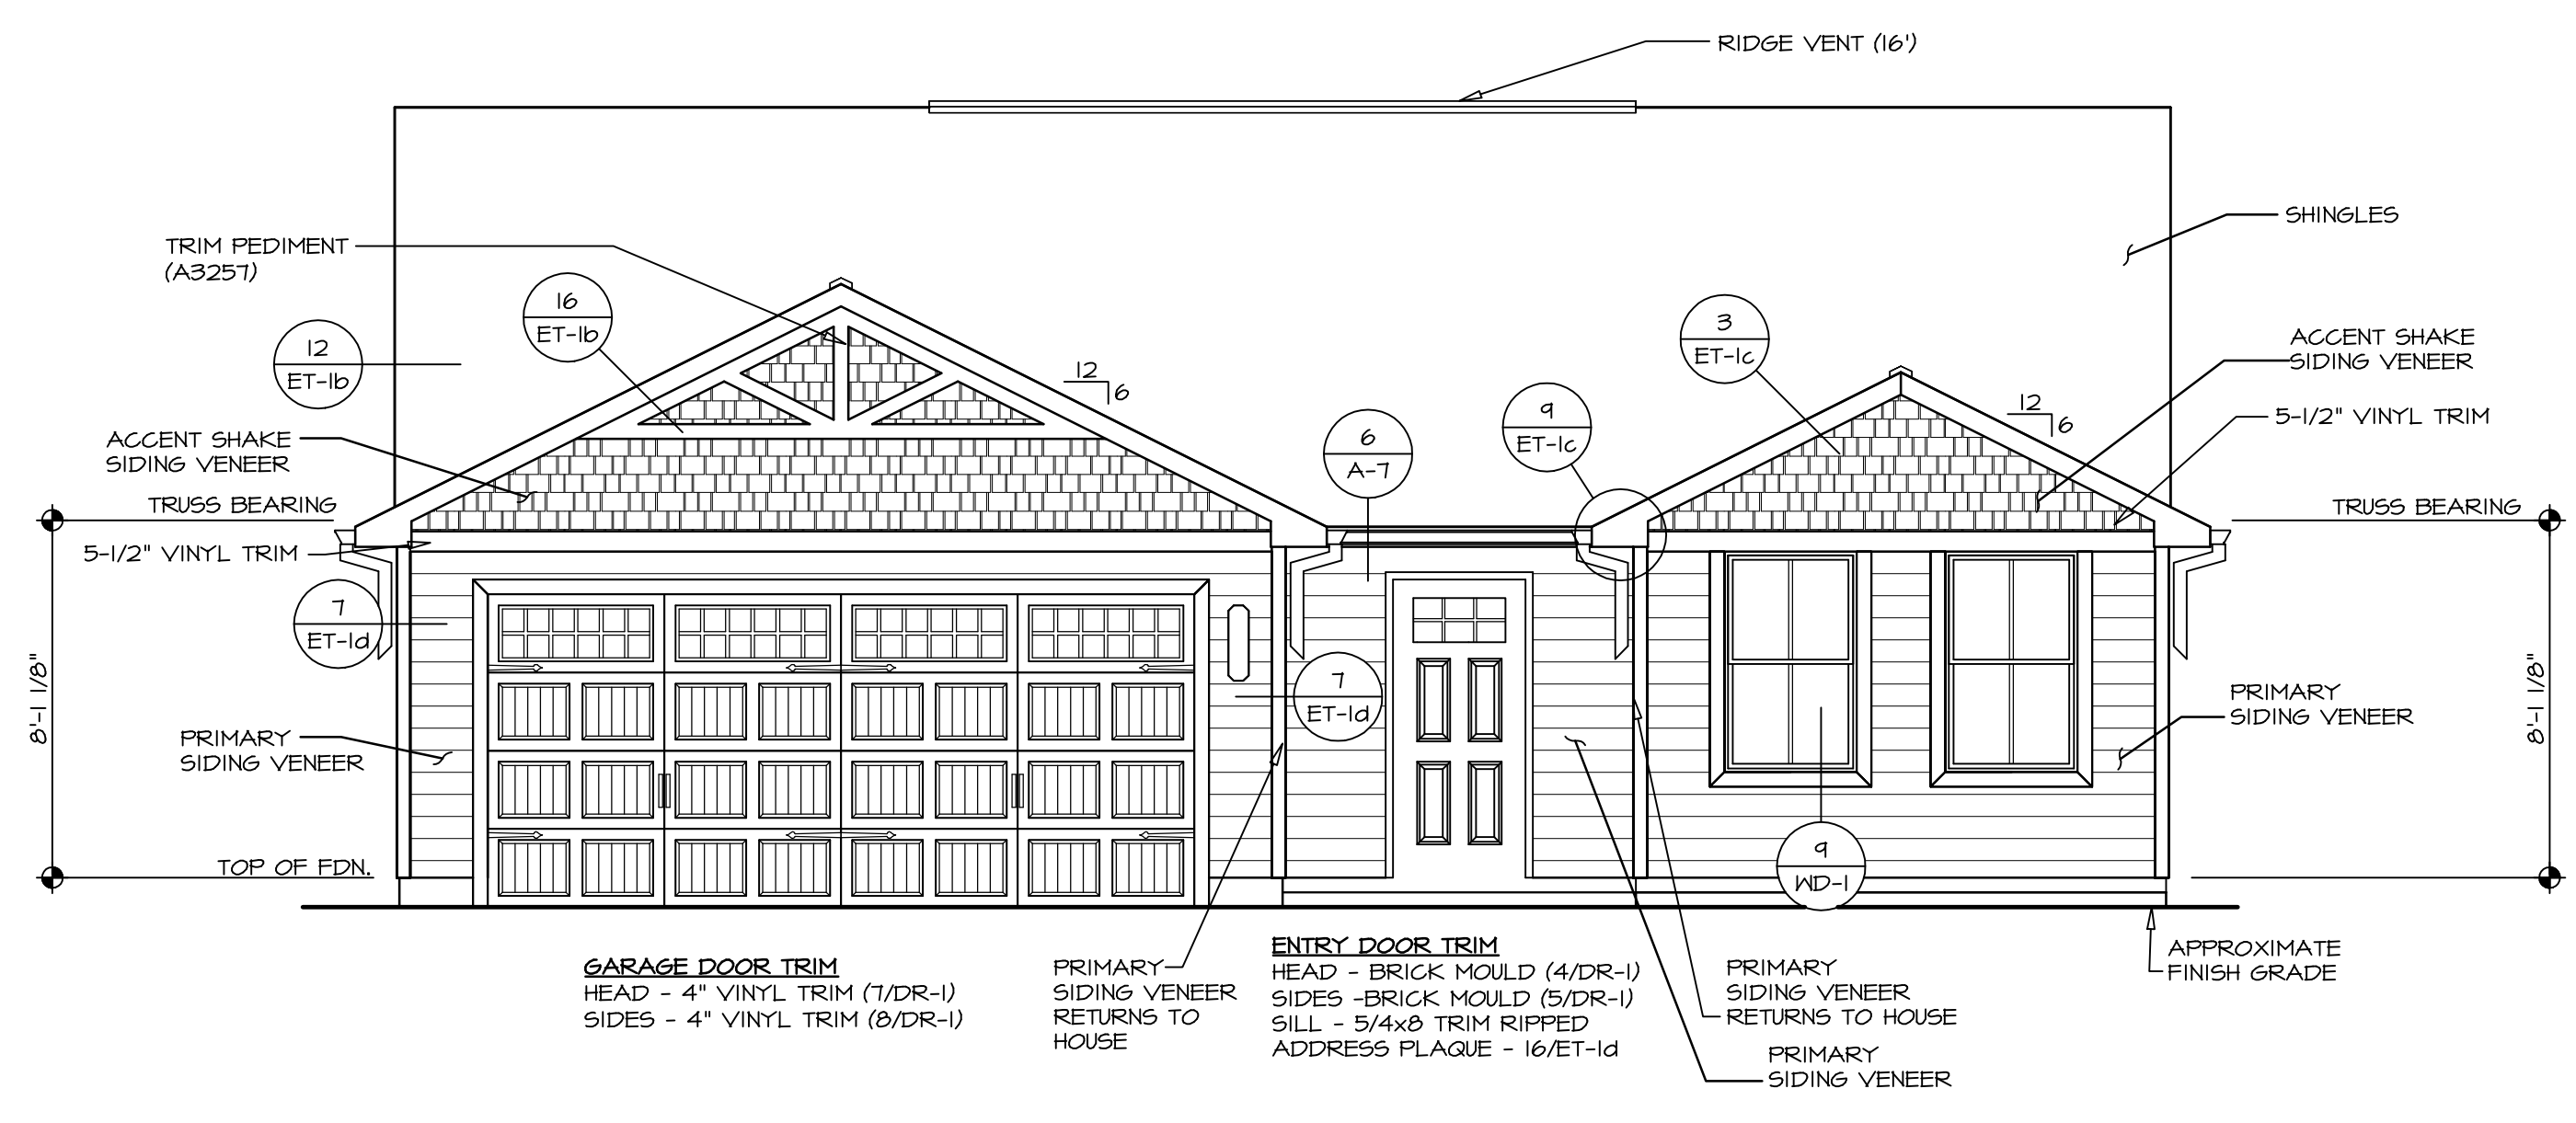 RIDGE VENT (16')
SHINGLES
TRIM PEDIMENT
(A3257)
16
ET-1b
12
ET-1b
3
ET-1c
ACCENT SHAKE
SIDING VENEER
12
6
9
ET-1c
12
6
5-1/2" VINYL TRIM
6
A-7
ACCENT SHAKE
SIDING VENEER
TRUSS BEARING
TRUSS BEARING
5-1/2" VINYL TRIM
7
ET-1d
8'-1 1/8"
8'-1 1/8"
7
ET-1d
PRIMARY
SIDING VENEER
PRIMARY
SIDING VENEER
TOP OF FDN.
9
WD-1
GARAGE DOOR TRIM
HEAD - 4" VINYL TRIM (7/DR-1)
SIDES - 4" VINYL TRIM (8/DR-1)
PRIMARY
SIDING VENEER
RETURNS TO
HOUSE
ENTRY DOOR TRIM
HEAD - BRICK MOULD (4/DR-1)
SIDES -BRICK MOULD (5/DR-1)
SILL - 5/4x8 TRIM RIPPED
ADDRESS PLAQUE - 16/ET-1d
PRIMARY
SIDING VENEER
RETURNS TO HOUSE
PRIMARY
SIDING VENEER
APPROXIMATE
FINISH GRADE